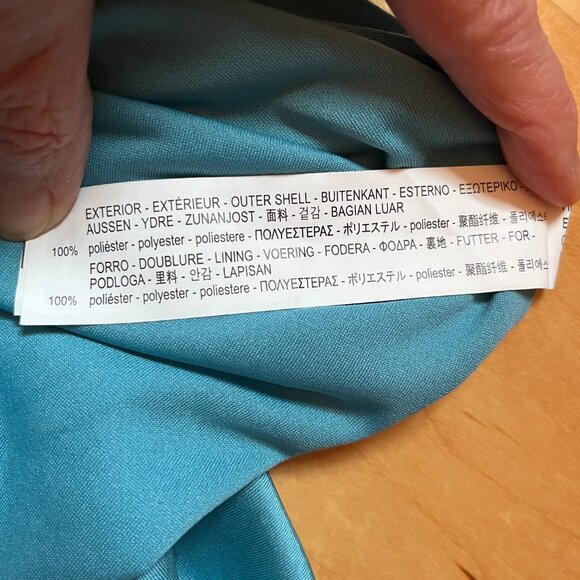 EXTERIOR - EXTÉRIEUR - OUTER SHELL - BUITENKANT - ESTERNO - ΕΞΩΤΕΡΙΚΟ -
AUSSEN - YDRE - ZUNANJOST - 面料 - 겉감 - BAGIAN LUAR
100% poliéster - polyester - poliestere - ΠΟΛΥΕΣΤΕΡΑΣ - ポリエステル - poliester - 聚酯纤维 - 폴리에스
FORRO - DOUBLURE - LINING - VOERING - FODERA - ΦΟΔΡΑ - 裏地 - FUTTER - FOR -
PODLOGA - 里料 - 안감 - LAPISAN
100% poliéster - polyester - poliestere - ΠΟΛΥΕΣΤΕΡΑΣ - ポリエステル - poliester - 聚酯纤维 - 폴리에스